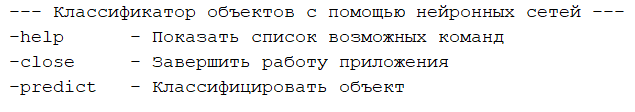 --- Классификатор объектов с помощью нейронных сетей ---
-help     - Показать список возможных команд
-close    - Завершить работу приложения
-predict  - Классифицировать объект